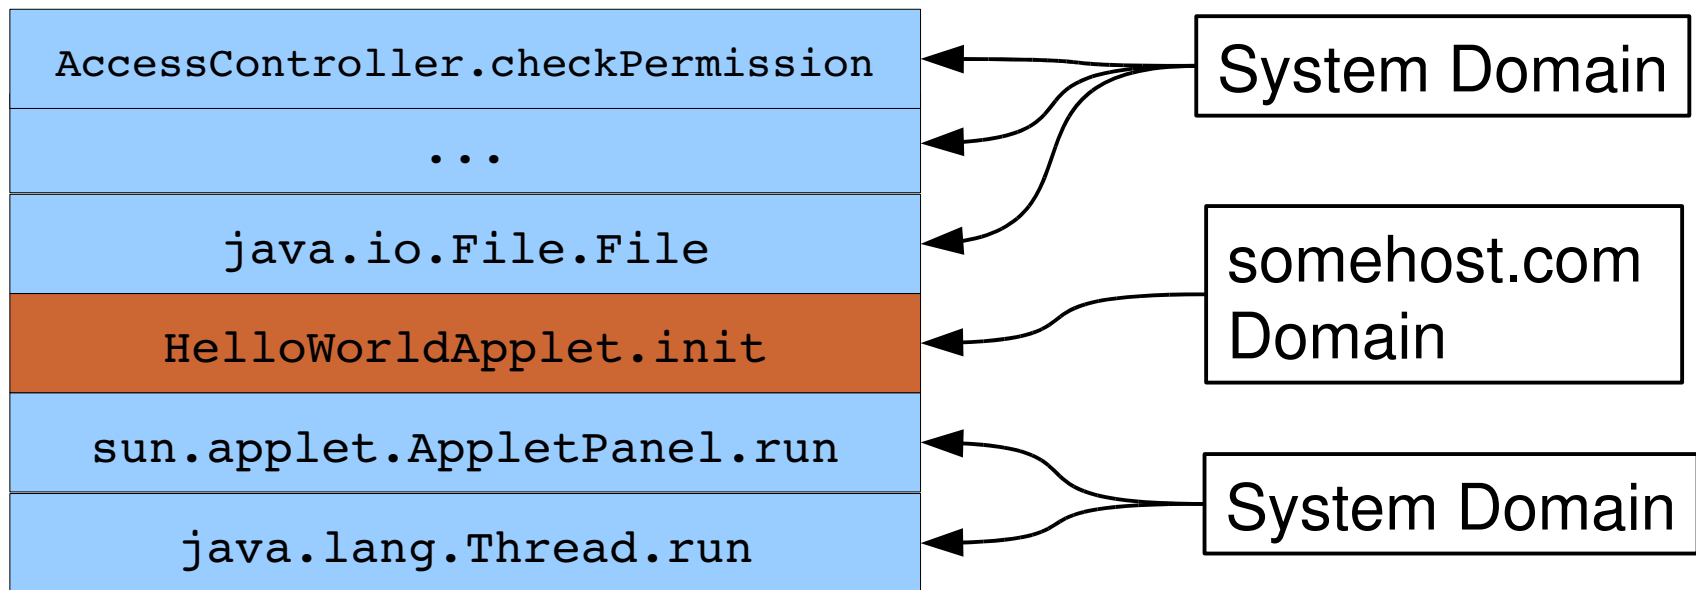 AccessController.checkPermission
...
java.io.File.File
HelloWorldApplet.init
sun.applet.AppletPanel.run
java.lang.Thread.run
System Domain
somehost.com
Domain
System Domain